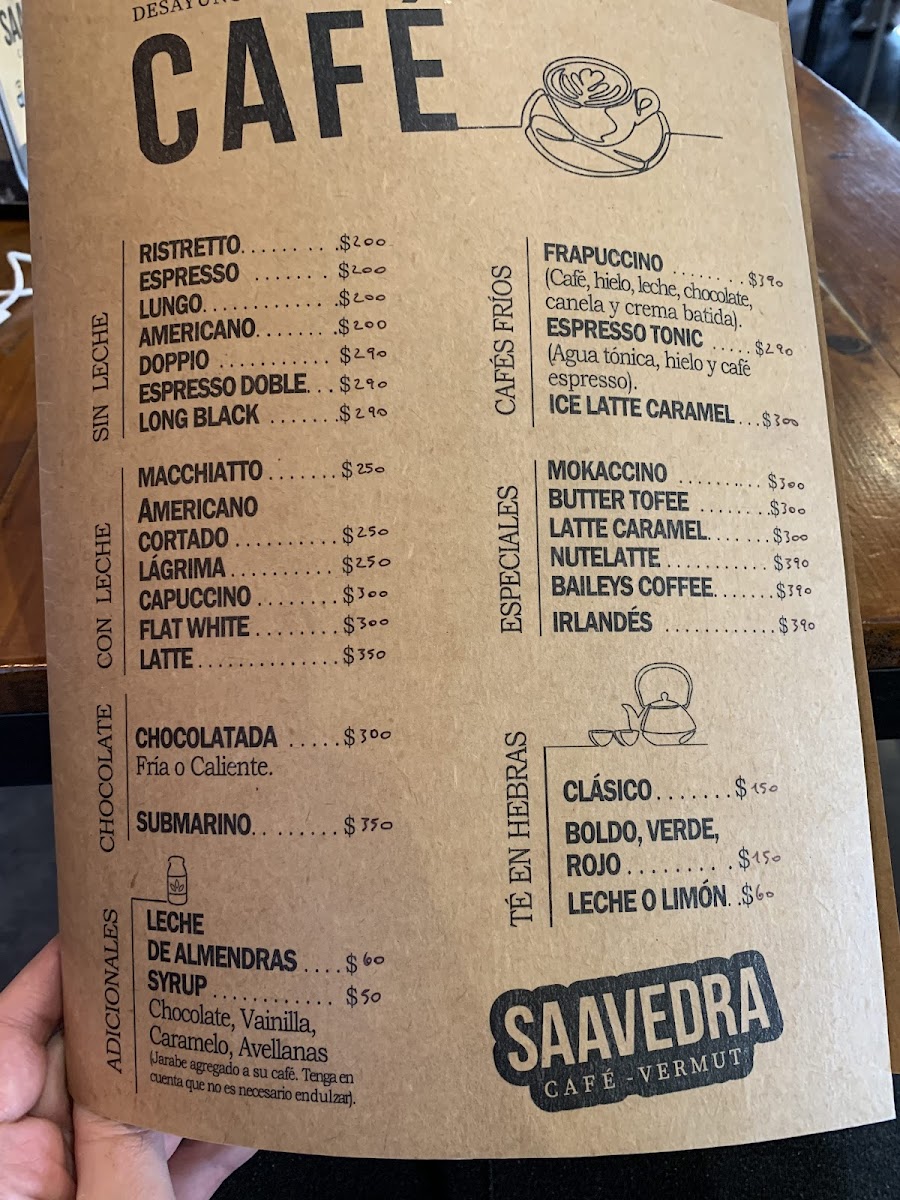 CAFÉ
SIN LECHE
RISTRETTO.........$200
ESPRESSO .......$200
LUNGO.............$200
AMERICANO........$200
DOPPIO ...........$290
ESPRESSO DOBLE...$290
LONG BLACK .......$290
CON LECHE
MACCHIATTO.......$250
AMERICANO
CORTADO ..........$250
LÁGRIMA..........$250
CAPUCCINO........$300
FLAT WHITE........$300
LATTE..............$350
CHOCOLATE
CHOCOLATADA .....$300
Fría o Caliente.
SUBMARINO........$350
ADICIONALES
LECHE
DE ALMENDRAS ....$60
SYRUP ............$50
Chocolate, Vainilla,
Caramelo, Avellanas
(Jarabe agregado a su café. Tenga en
cuenta que no es necesario endulzar).
CAFÉS FRÍOS
FRAPUCCINO ........$390
(Café, hielo, leche, chocolate,
canela y crema batida).
ESPRESSO TONIC .....$290
(Agua tónica, hielo y café
espresso).
ICE LATTE CARAMEL...$300
ESPECIALES
MOKACCINO .........$300
BUTTER TOFEE ........$300
LATTE CARAMEL.......$300
NUTELATTE ...........$390
BAILEYS COFFEE.......$390
IRLANDÉS ............$390
TÉ EN HEBRAS
CLÁSICO.......$150
BOLDO, VERDE,
ROJO .........$150
LECHE O LIMÓN..$60
SAAVEDRA
CAFÉ - VERMUT